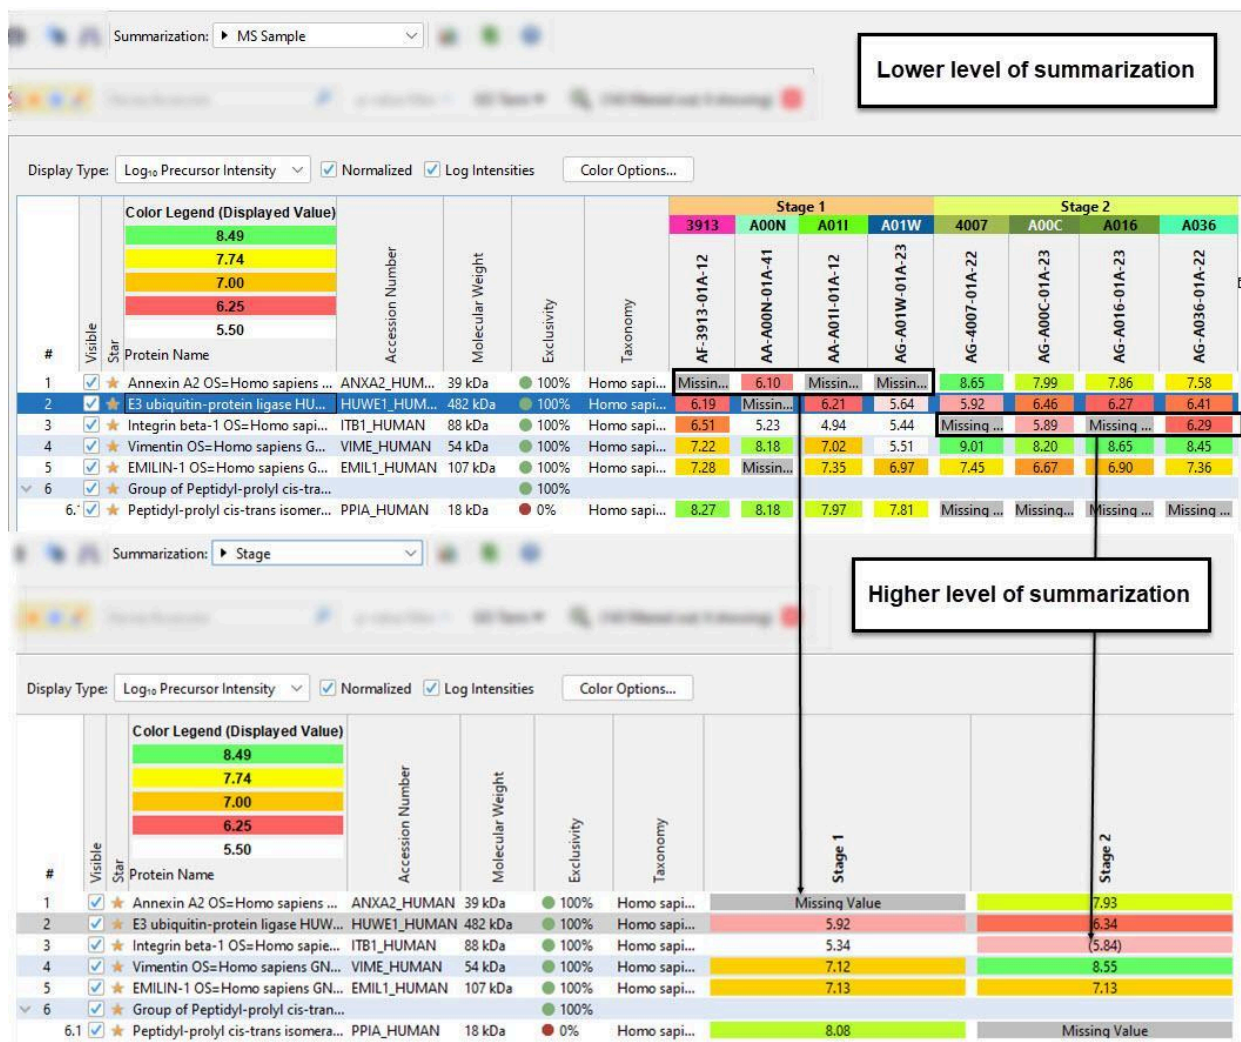 Summarization: MS Sample
Lower level of summarization
Display Type: Log₁₀ Precursor Intensity Normalized Log Intensities Color Options...
Color Legend (Displayed Value)
8.49
7.74
7.00
6.25
5.50
# Visible Star Protein Name Accession Number Molecular Weight Exclusivity Taxonomy
Stage 1 Stage 2
3913 A00N A01I A01W 4007 A00C A016 A036
AF-3913-01A-12 AA-A00N-01A-41 AA-A01I-01A-12 AG-A01W-01A-23 AG-4007-01A-22 AG-A00C-01A-23 AG-A016-01A-23 AG-A036-01A-22
1 Annexin A2 OS=Homo sapiens ... ANXA2_HUM... 39 kDa 100% Homo sapi... Missin... 6.10 Missin... Missin... 8.65 7.99 7.86 7.58
2 E3 ubiquitin-protein ligase HU... HUWE1_HUM... 482 kDa 100% Homo sapi... 6.19 Missin... 6.21 5.64 5.92 6.46 6.27 6.41
3 Integrin beta-1 OS=Homo sapi... ITB1_HUMAN 88 kDa 100% Homo sapi... 6.51 5.23 4.94 5.44 Missing ... 5.89 Missing ... 6.29
4 Vimentin OS=Homo sapiens G... VIME_HUMAN 54 kDa 100% Homo sapi... 7.22 8.18 7.02 5.51 9.01 8.20 8.65 8.45
5 EMILIN-1 OS=Homo sapiens G... EMIL1_HUMAN 107 kDa 100% Homo sapi... 7.28 Missin... 7.35 6.97 7.45 6.67 6.90 7.36
6 Group of Peptidyl-prolyl cis-tra... 100%
6.1 Peptidyl-prolyl cis-trans isomer... PPIA_HUMAN 18 kDa 0% Homo sapi... 8.27 8.18 7.97 7.81 Missing ... Missing... Missing ... Missing ...
Summarization: Stage
Higher level of summarization
Display Type: Log₁₀ Precursor Intensity Normalized Log Intensities Color Options...
Color Legend (Displayed Value)
8.49
7.74
7.00
6.25
5.50
# Visible Star Protein Name Accession Number Molecular Weight Exclusivity Taxonomy Stage 1 Stage 2
1 Annexin A2 OS=Homo sapiens ... ANXA2_HUMAN 39 kDa 100% Homo sapi... Missing Value 7.93
2 E3 ubiquitin-protein ligase HUW... HUWE1_HUMAN 482 kDa 100% Homo sapi... 5.92 6.34
3 Integrin beta-1 OS=Homo sapie... ITB1_HUMAN 88 kDa 100% Homo sapi... 5.34 (5.84)
4 Vimentin OS=Homo sapiens GN... VIME_HUMAN 54 kDa 100% Homo sapi... 7.12 8.55
5 EMILIN-1 OS=Homo sapiens GN... EMIL1_HUMAN 107 kDa 100% Homo sapi... 7.13 7.13
6 Group of Peptidyl-prolyl cis-tran... 100%
6.1 Peptidyl-prolyl cis-trans isomera... PPIA_HUMAN 18 kDa 0% Homo sapi... 8.08 Missing Value